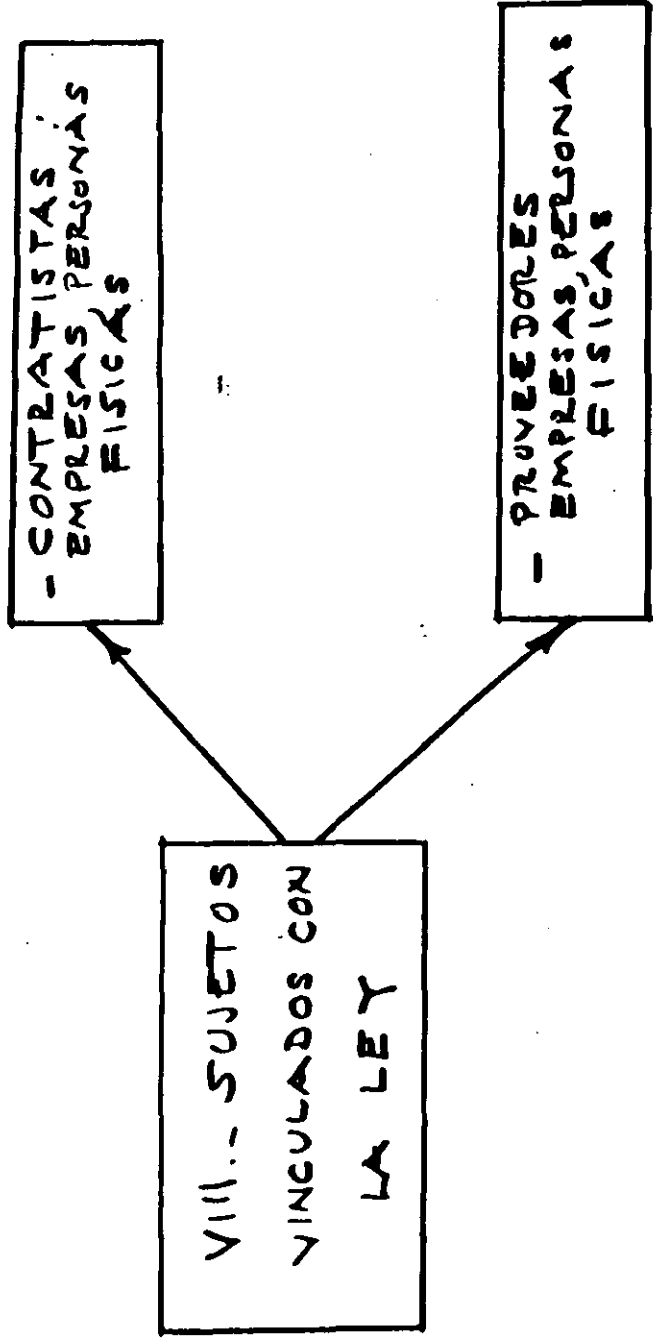 VIII.- SUJETOS
VINCULADOS CON
LA LEY
- CONTRATISTAS
EMPRESAS, PERSONAS
FISICAS
- PROVEEDORES
EMPRESAS, PERSONAS
FISICAS